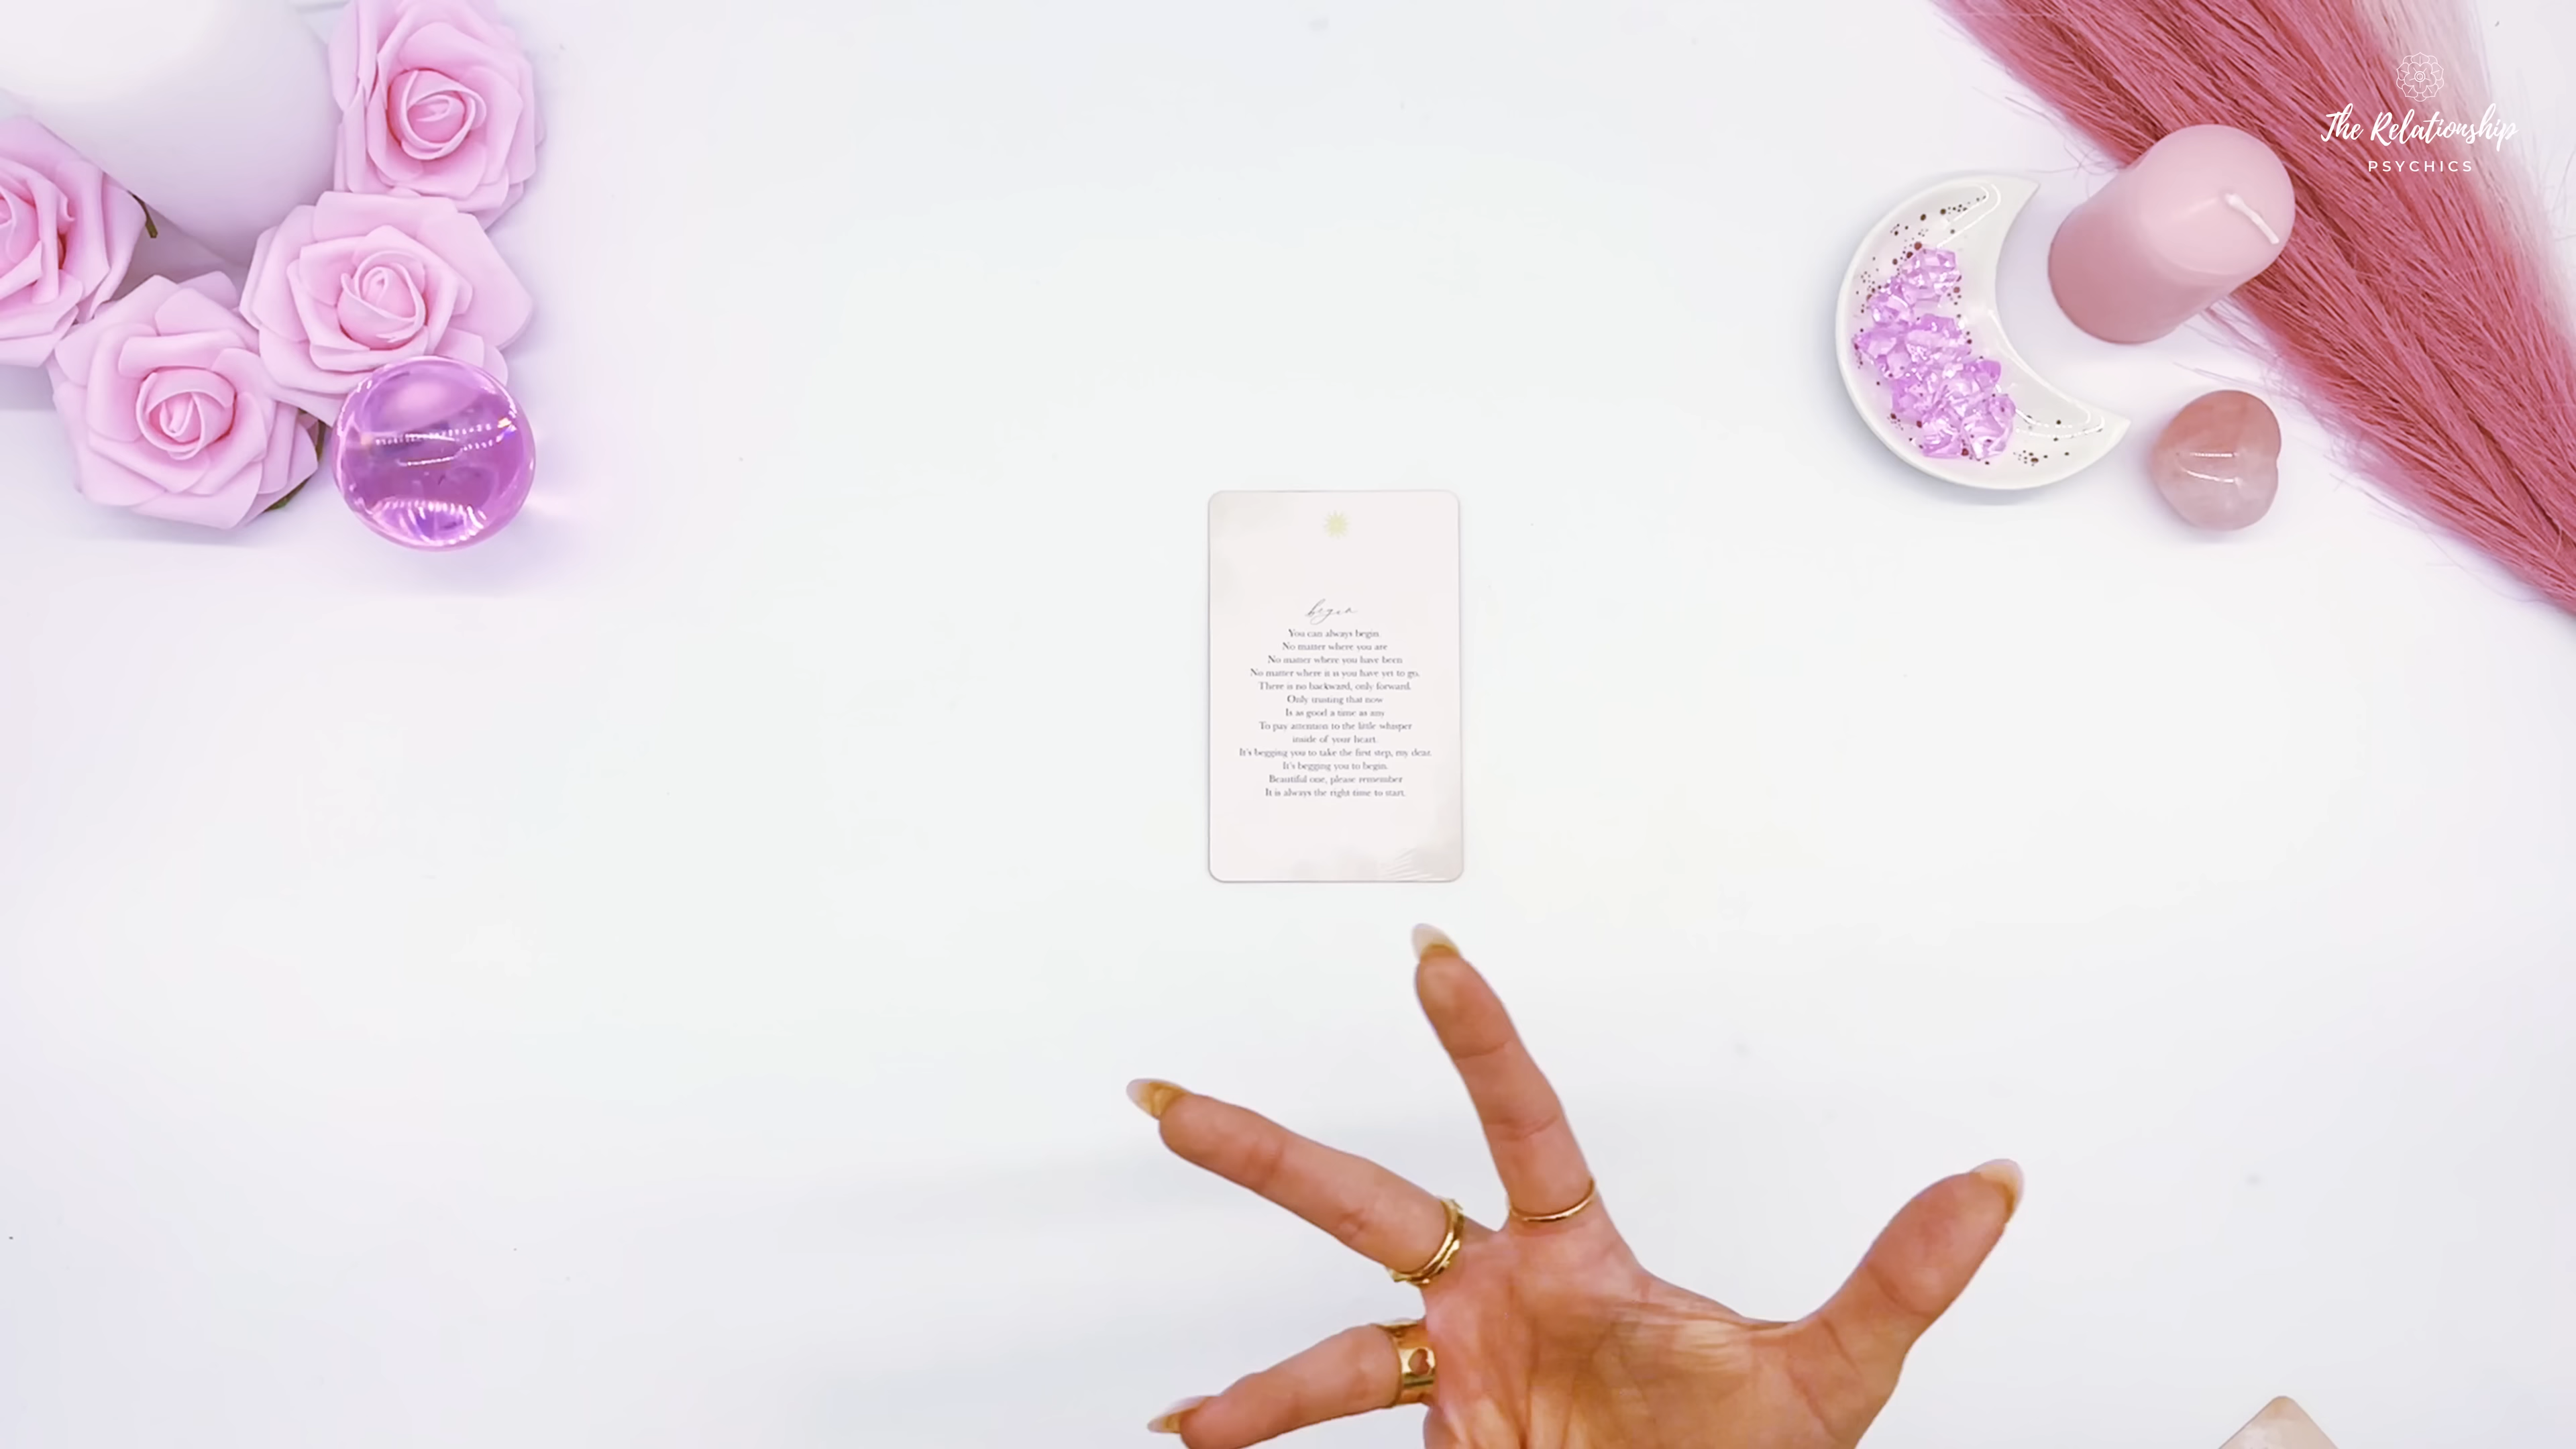 The Relationship
PSYCHICS
begin
You can always begin.
No matter where you are
No matter where you have been
No matter where it is you have yet to go.
There is no backward, only forward.
Only trusting that now
Is as good a time as any
To pay attention to the little whisper
inside of your heart.
It's begging you to take the first step, my dear.
It's begging you to begin.
Beautiful one, please remember
It is always the right time to start.